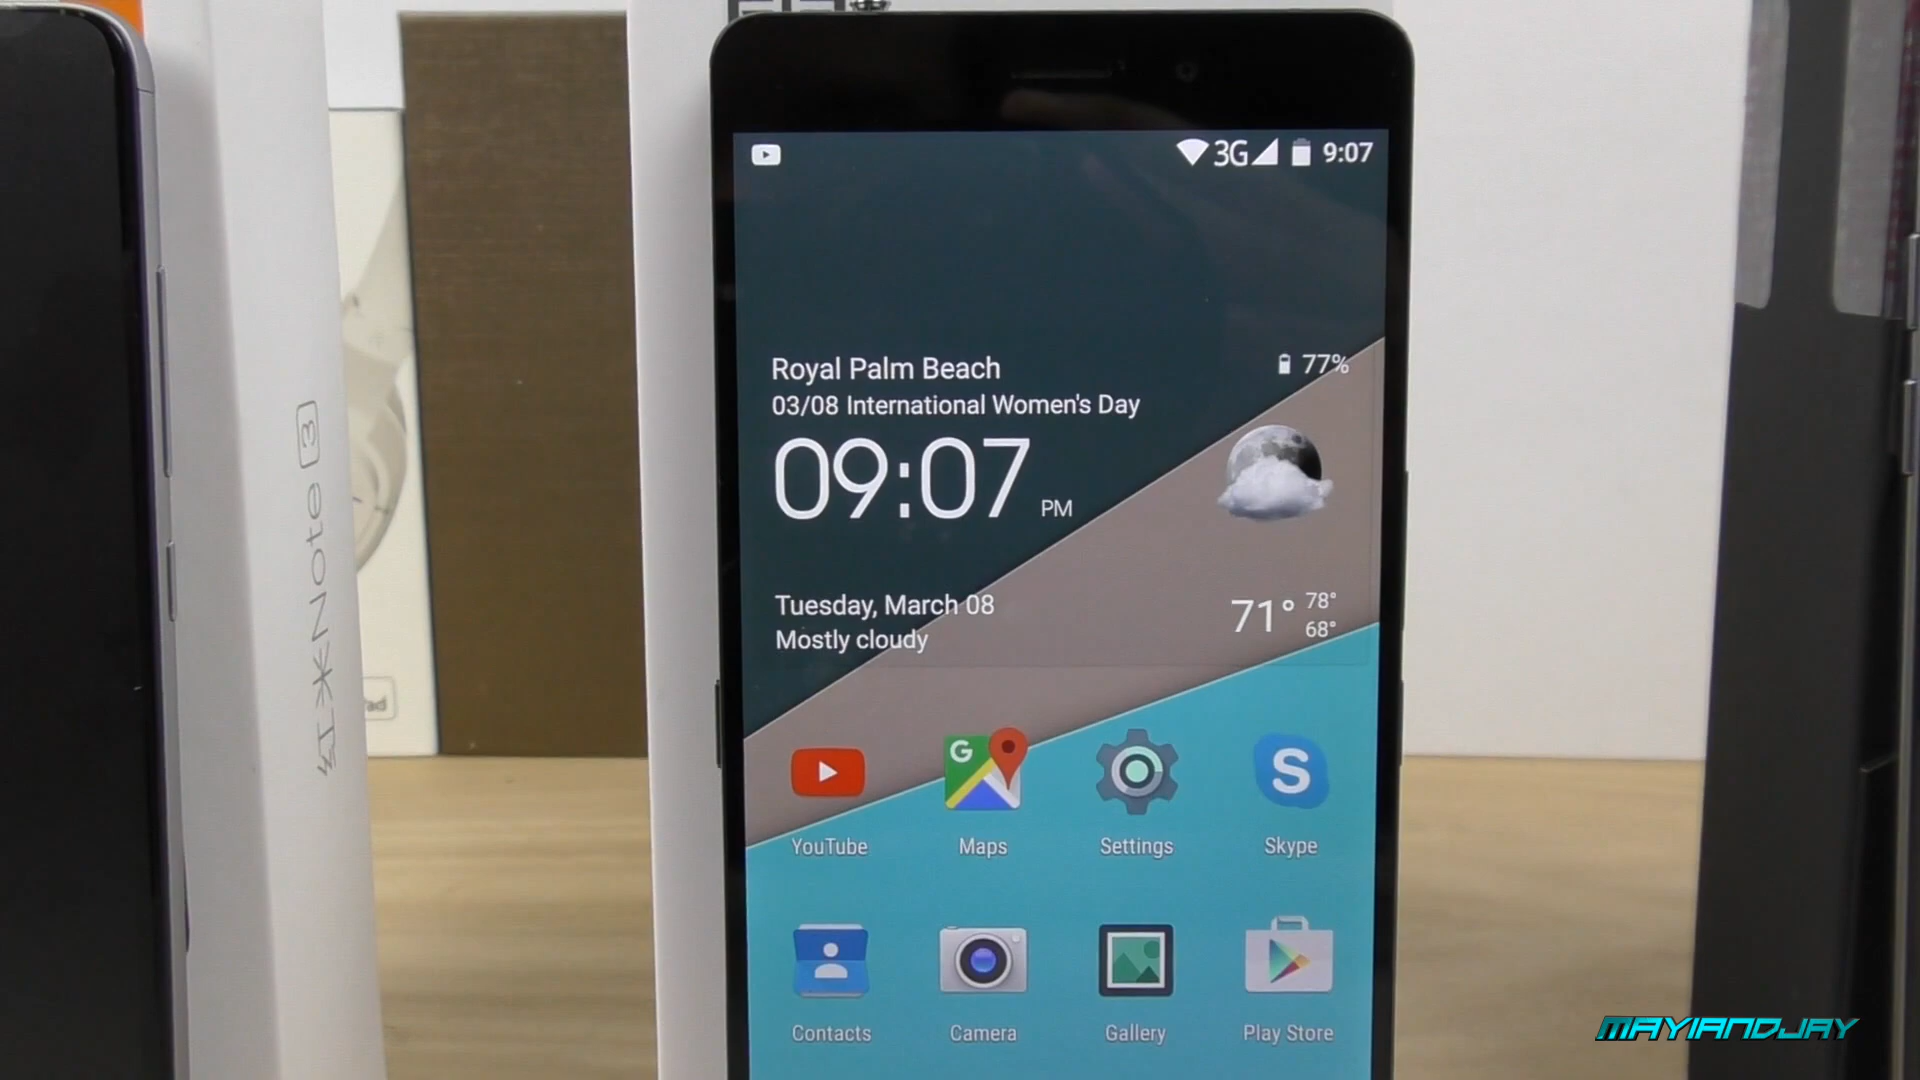 3G 9:07
Royal Palm Beach
77%
03/08 International Women's Day
09:07 PM
Tuesday, March 08
Mostly cloudy
71° 78°
68°
YouTube
Maps
Settings
Skype
Contacts
Camera
Gallery
Play Store
红米Note 3
MAYIANDJAY